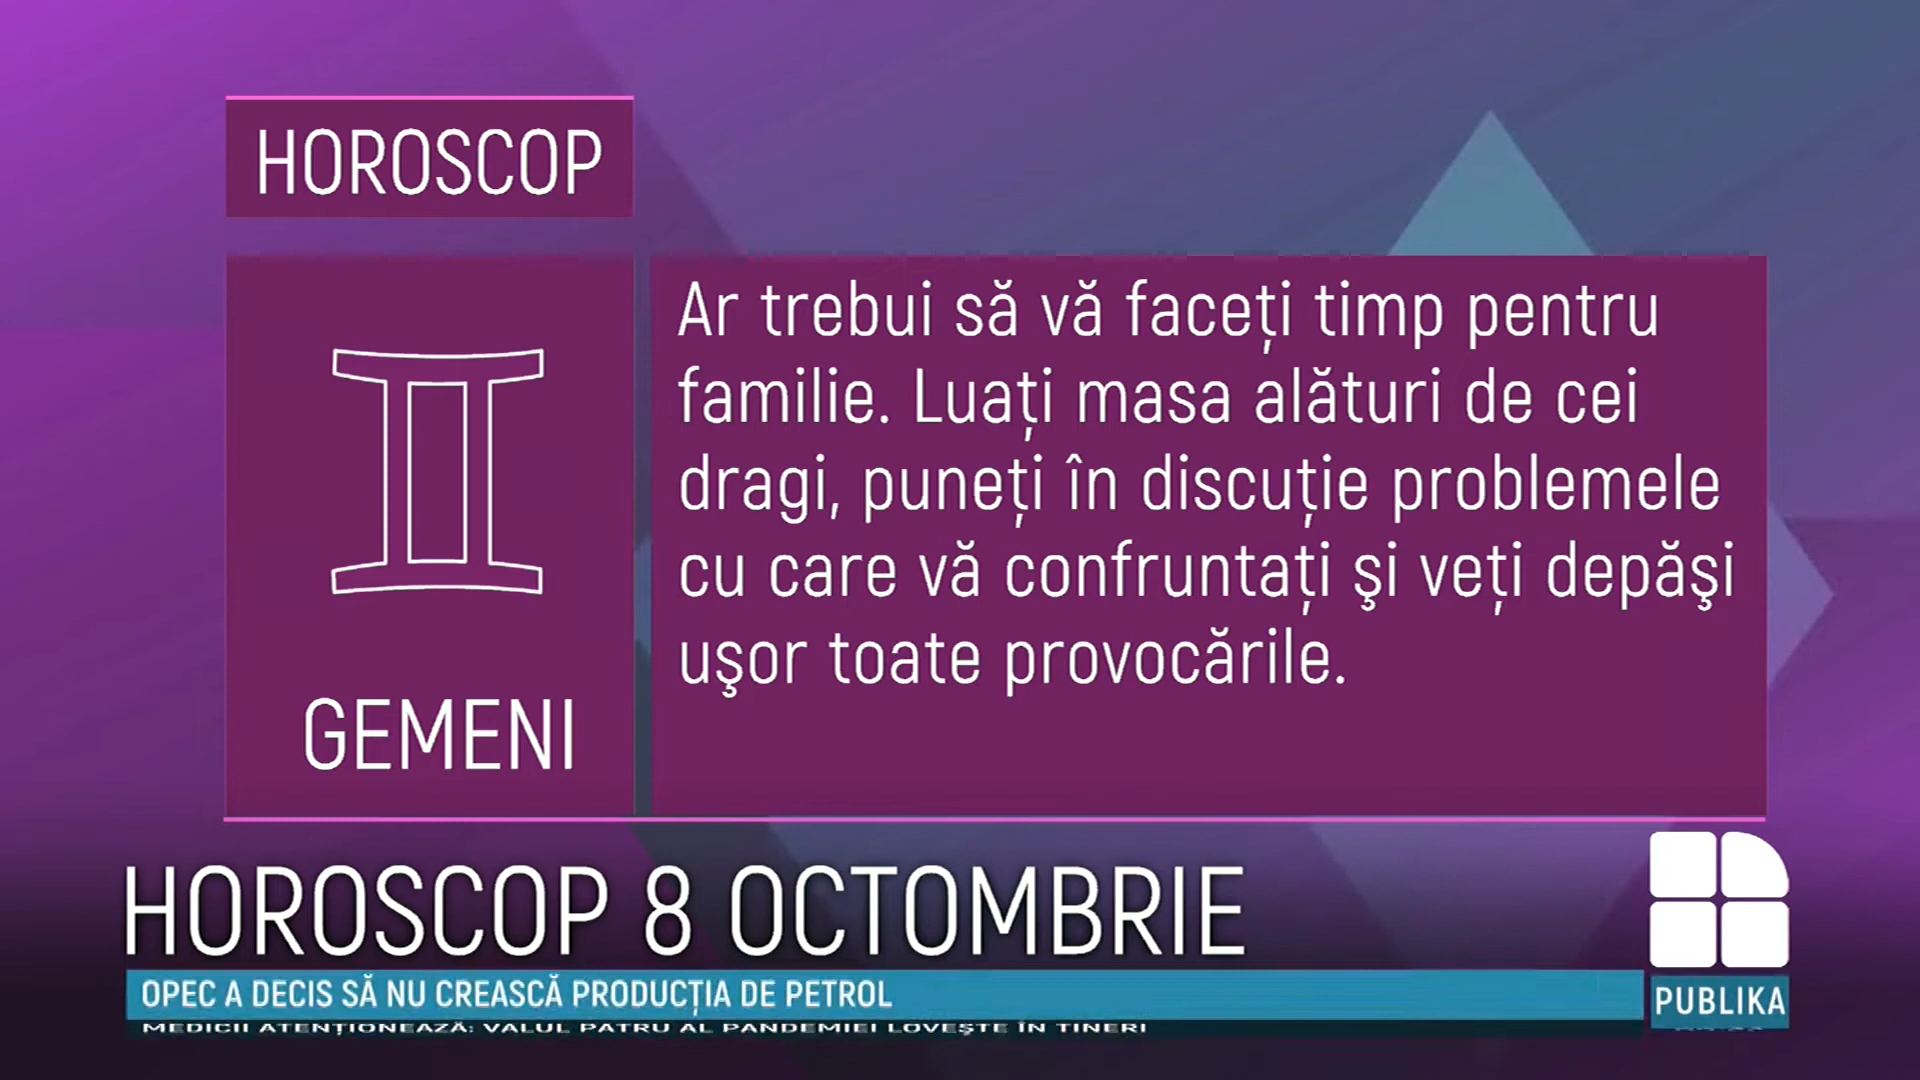 HOROSCOP
Ar trebui să vă faceți timp pentru
familie. Luați masa alături de cei
dragi, puneți în discuție problemele
cu care vă confruntați şi veți depăşi
uşor toate provocările.
GEMENI
HOROSCOP 8 OCTOMBRIE
OPEC A DECIS SĂ NU CREASCĂ PRODUCȚIA DE PETROL
MEDICII ATENȚIONEAZĂ: VALUL PATRU AL PANDEMIEI LOVEŞTE ÎN TINERI
PUBLIKA